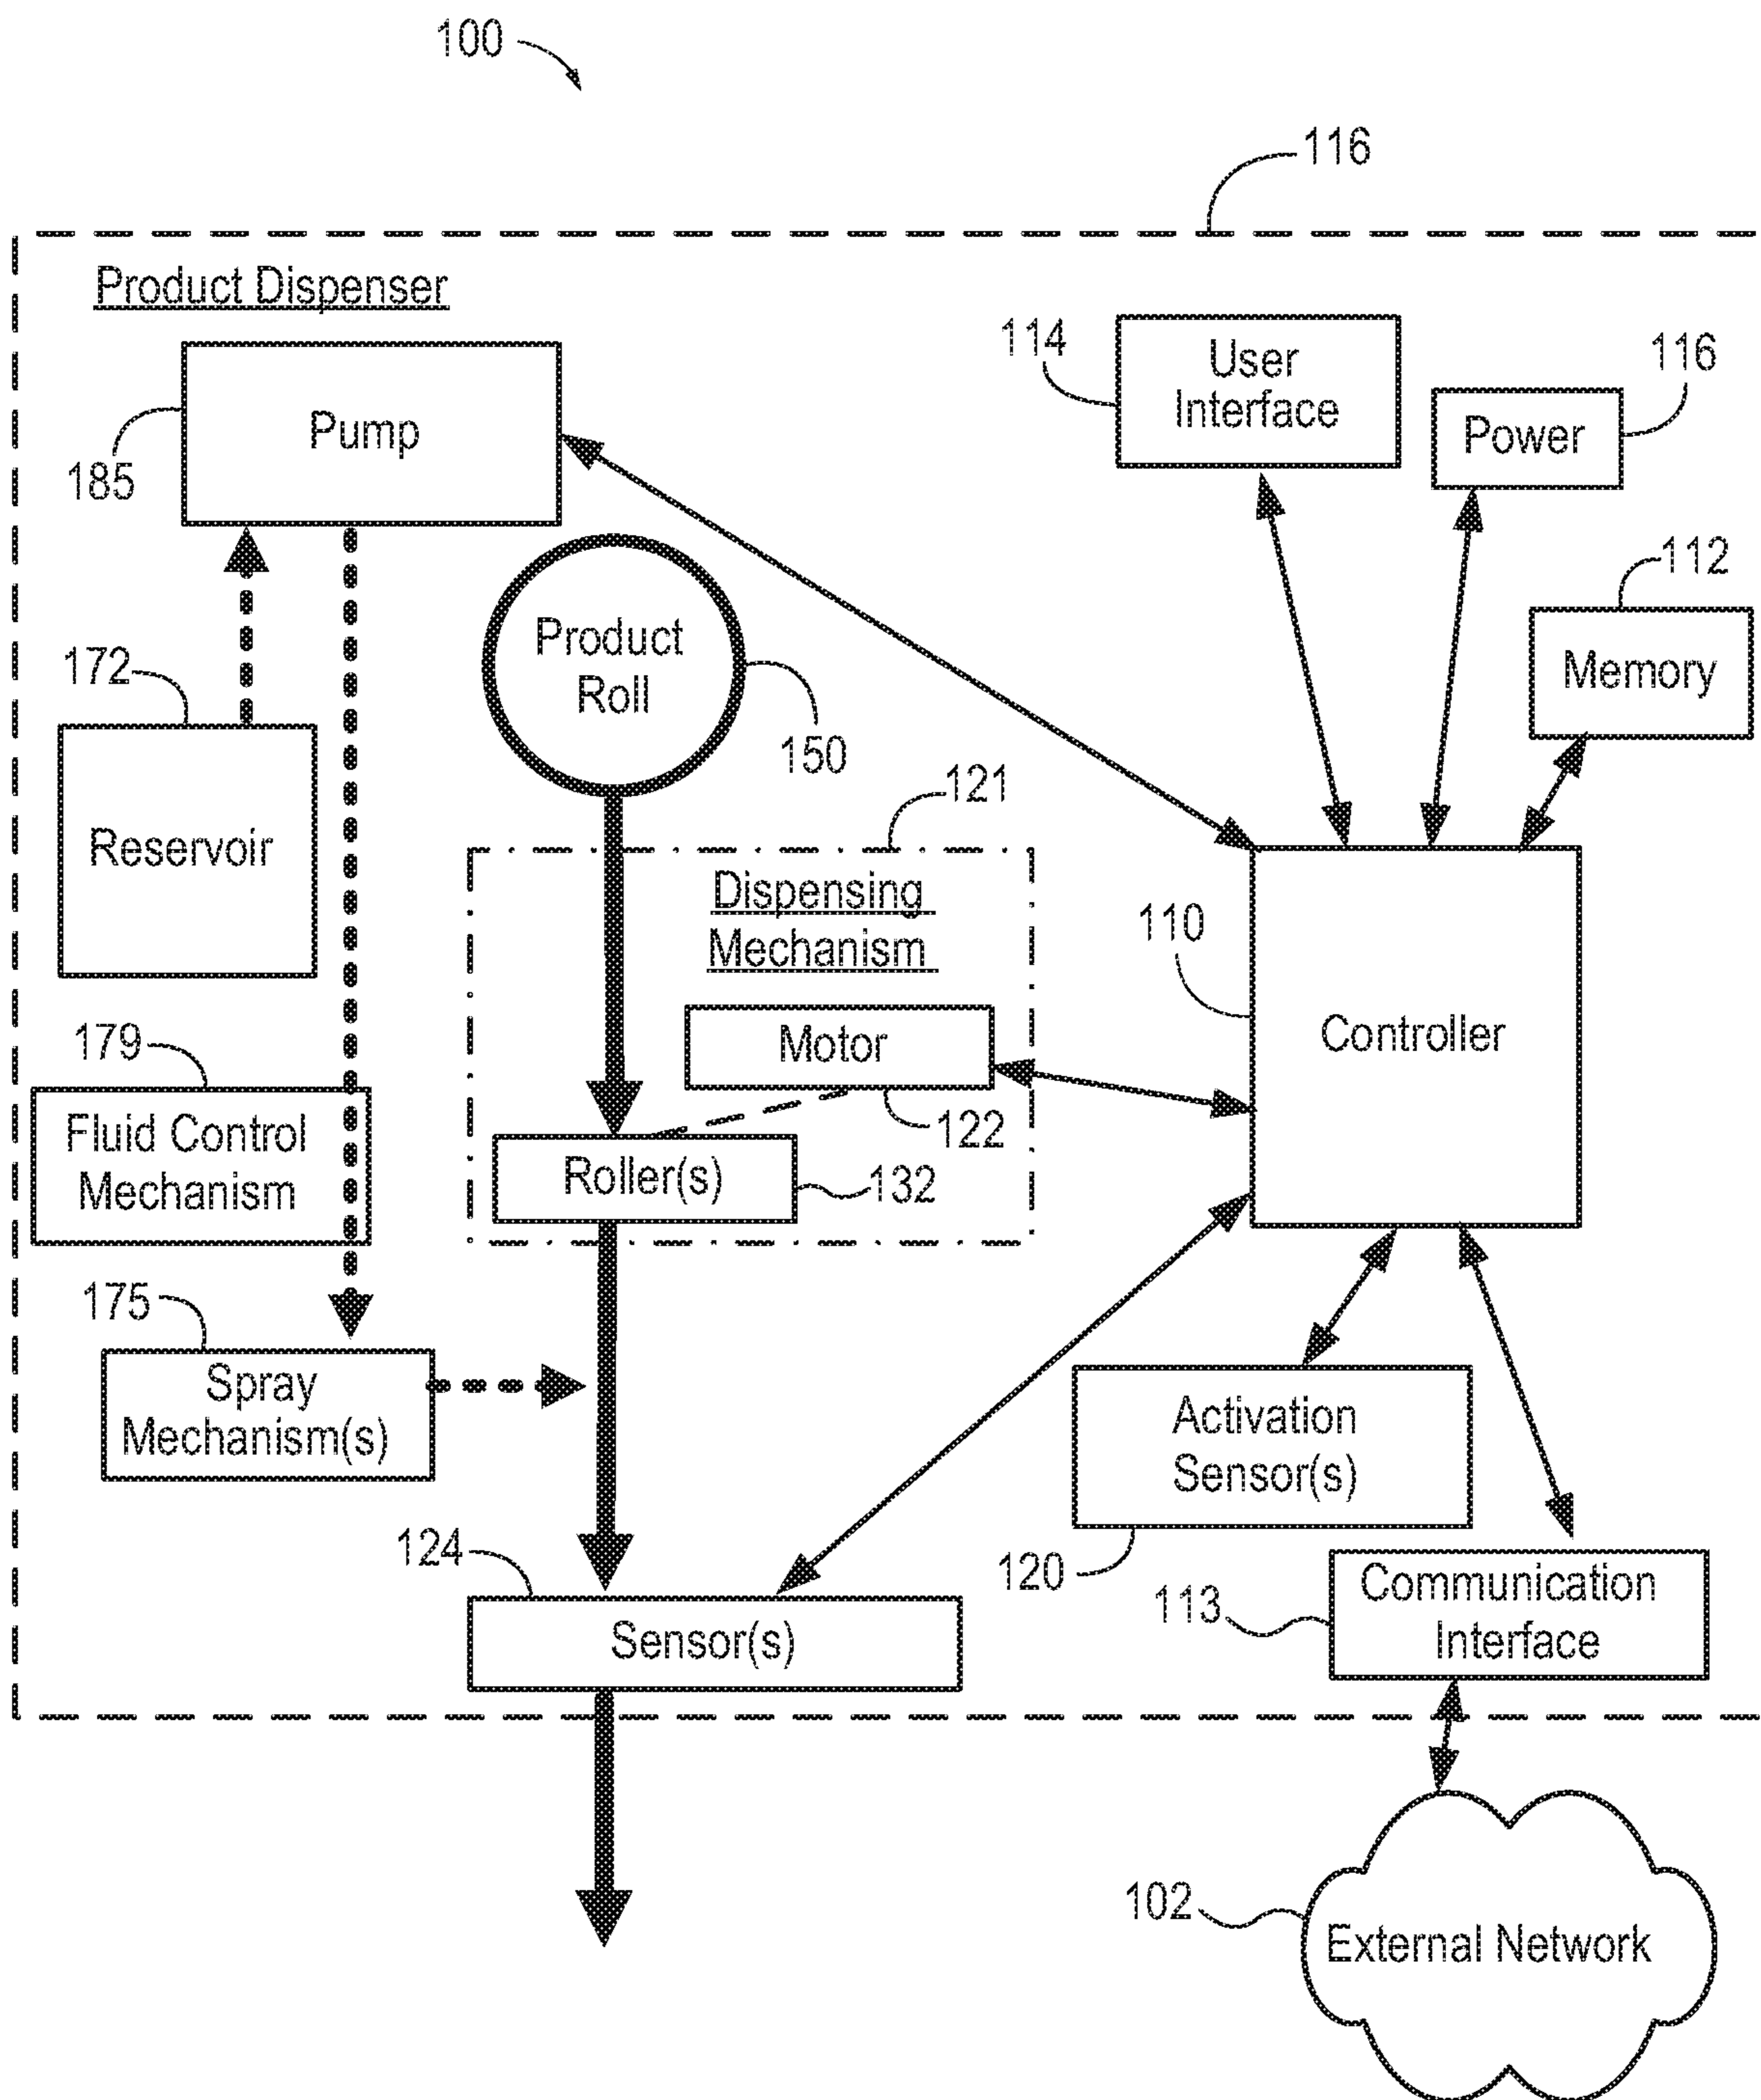 100
116
Product Dispenser
114
User
Interface
116
Power
Pump
185
112
Memory
Product
Roll
150
172
Reservoir
121
Dispensing
Mechanism
110
Controller
Motor
122
179
Fluid Control
Mechanism
Roller(s)
132
175
Spray
Mechanism(s)
Activation
Sensor(s)
120
124
Sensor(s)
113
Communication
Interface
102
External Network